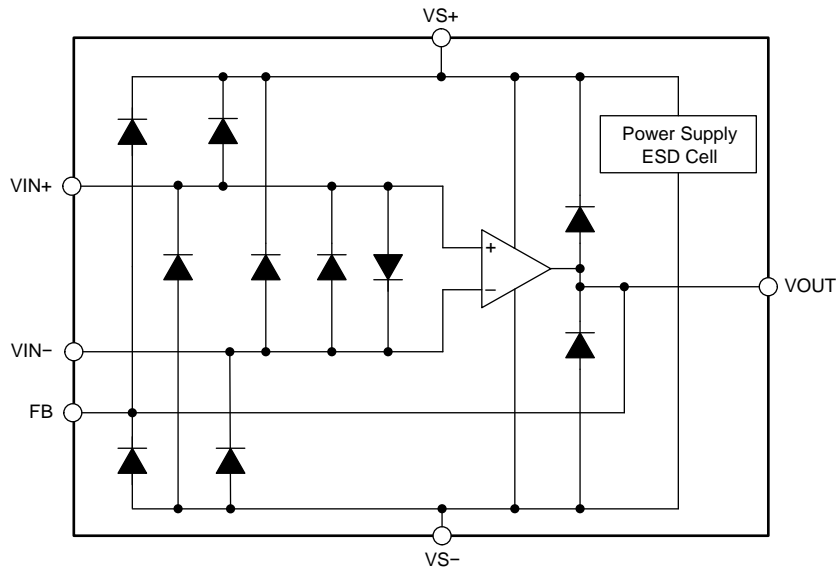 VS+
Power Supply
ESD Cell
VIN+
+
−
VOUT
VIN−
FB
VS−